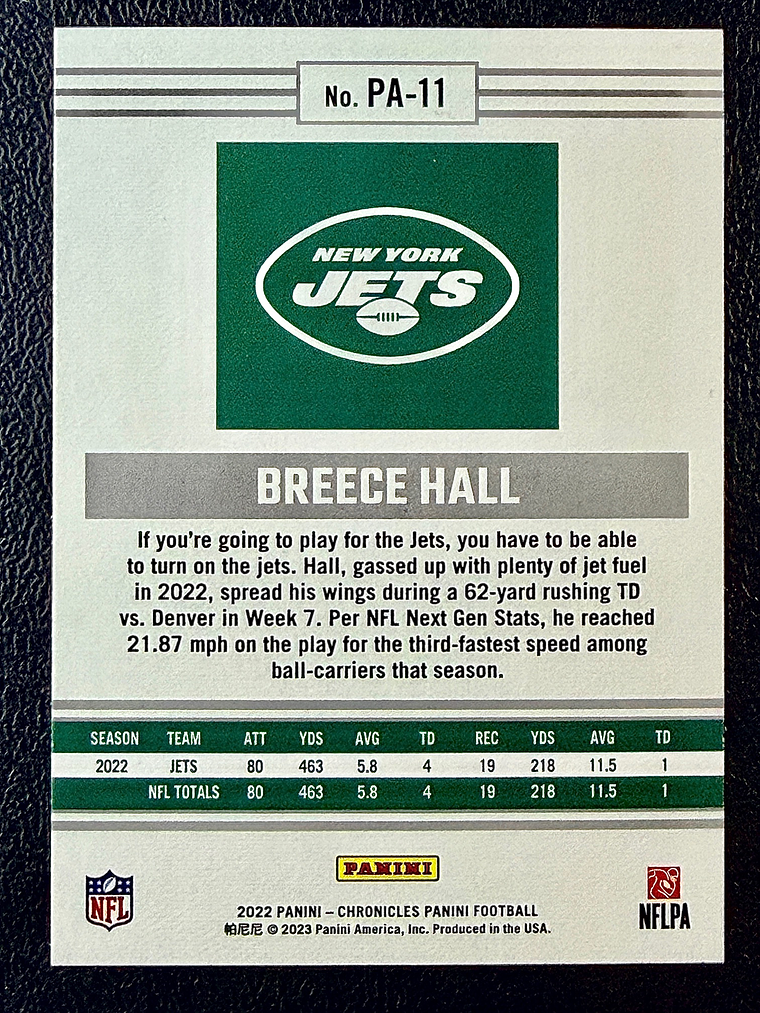 No. PA-11
NEW YORK
JETS
BREECE HALL
If you're going to play for the Jets, you have to be able
to turn on the jets. Hall, gassed up with plenty of jet fuel
in 2022, spread his wings during a 62-yard rushing TD
vs. Denver in Week 7. Per NFL Next Gen Stats, he reached
21.87 mph on the play for the third-fastest speed among
ball-carriers that season.
SEASON TEAM ATT YDS AVG TD REC YDS AVG TD
2022 JETS 80 463 5.8 4 19 218 11.5 1
NFL TOTALS 80 463 5.8 4 19 218 11.5 1
PANINI
NFL
NFLPA
2022 PANINI – CHRONICLES PANINI FOOTBALL
帕尼尼 © 2023 Panini America, Inc. Produced in the USA.